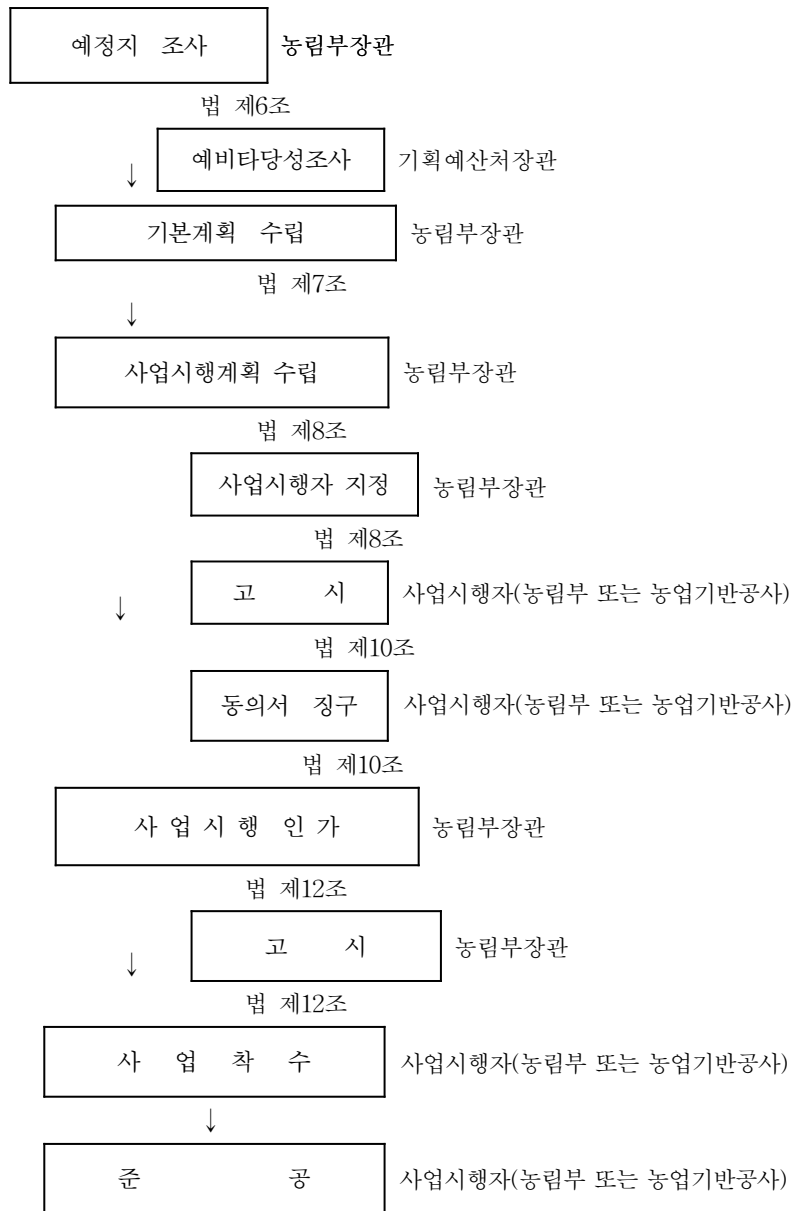 예정지 조사 농림부장관
법 제6조
예비타당성조사 기획예산처장관
↓
기본계획 수립 농림부장관
법 제7조
↓
사업시행계획 수립 농림부장관
법 제8조
사업시행자 지정 농림부장관
법 제8조
↓ 고 시 사업시행자(농림부 또는 농업기반공사)
법 제10조
동의서 징구 사업시행자(농림부 또는 농업기반공사)
법 제10조
사 업 시 행 인 가 농림부장관
법 제12조
↓ 고 시 농림부장관
법 제12조
사 업 착 수 사업시행자(농림부 또는 농업기반공사)
↓
준 공 사업시행자(농림부 또는 농업기반공사)